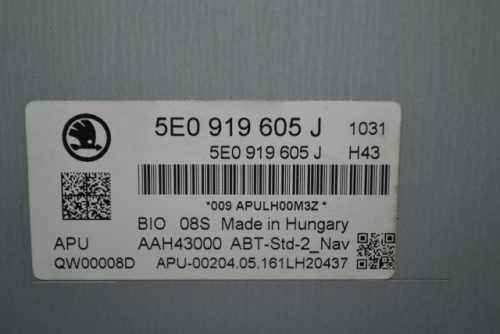 5E0 919 605 J 1031
5E0 919 605 J H43
*009 APULH00M3Z *
BIO 08S Made in Hungary
APU AAH43000 ABT-Std-2_Nav
QW00008D APU-00204.05.161LH20437